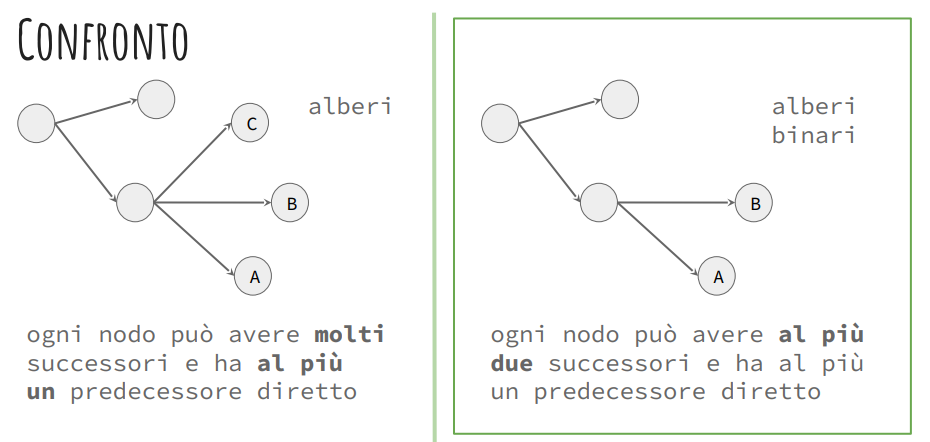 Confronto
alberi
C
B
A
ogni nodo può avere molti
successori e ha al più
un predecessore diretto
alberi
binari
B
A
ogni nodo può avere al più
due successori e ha al più
un predecessore diretto